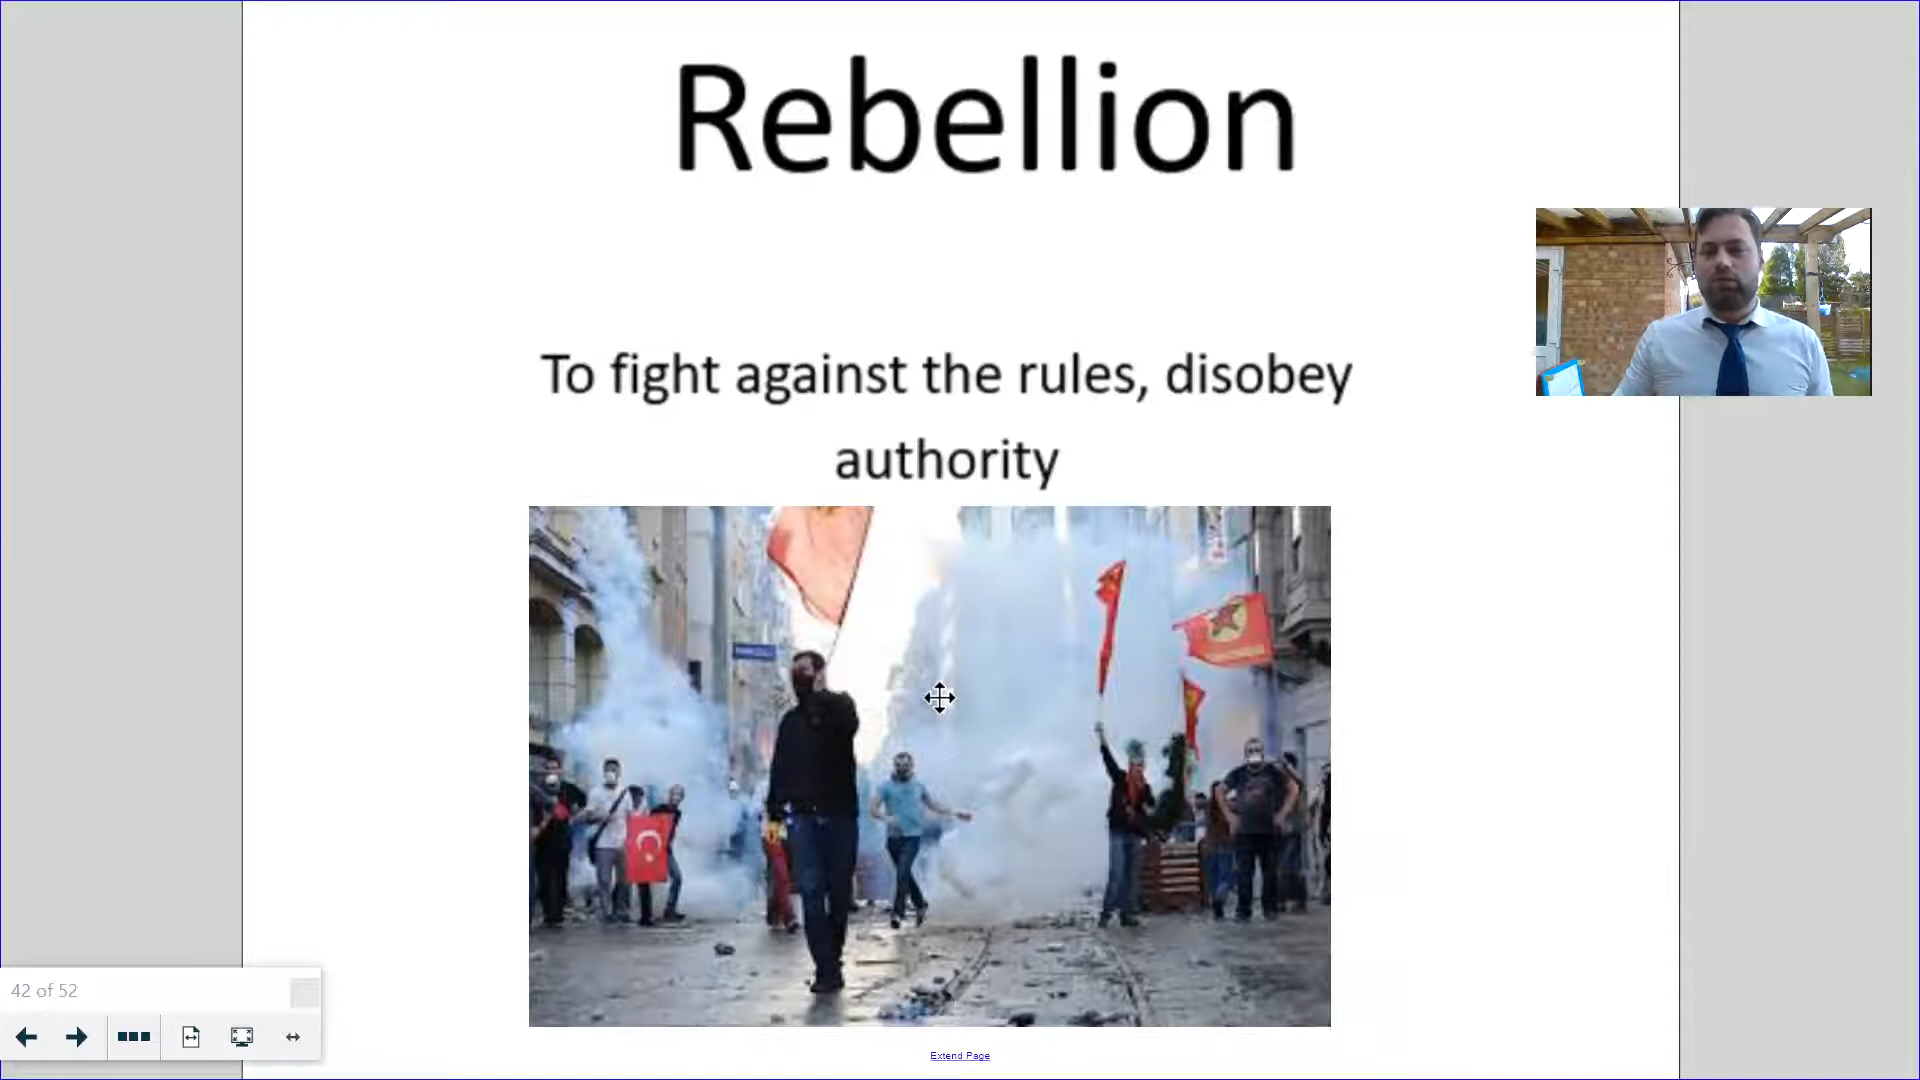 Rebellion
To fight against the rules, disobey
authority
42 of 52
Extend Page